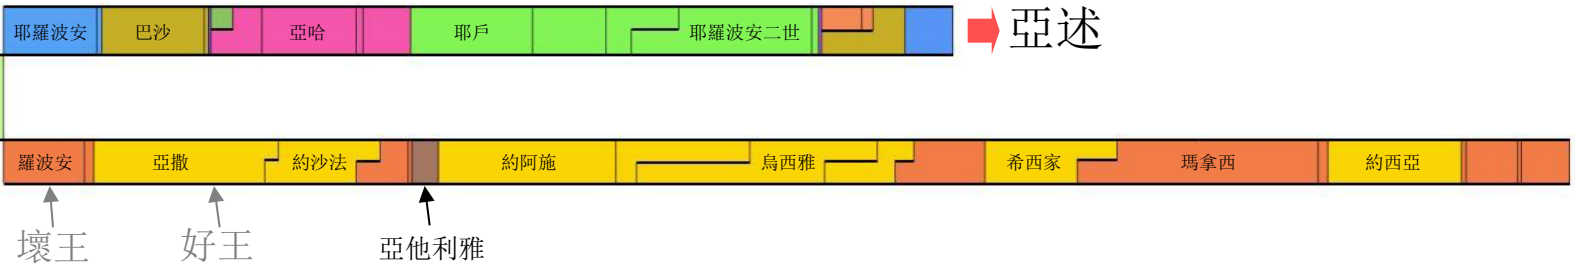 耶羅波安 巴沙 亞哈 耶戶 耶羅波安二世 亞述
羅波安 亞撒 約沙法 約阿施 烏西雅 希西家 瑪拿西 約西亞
壞王 好王 亞他利雅